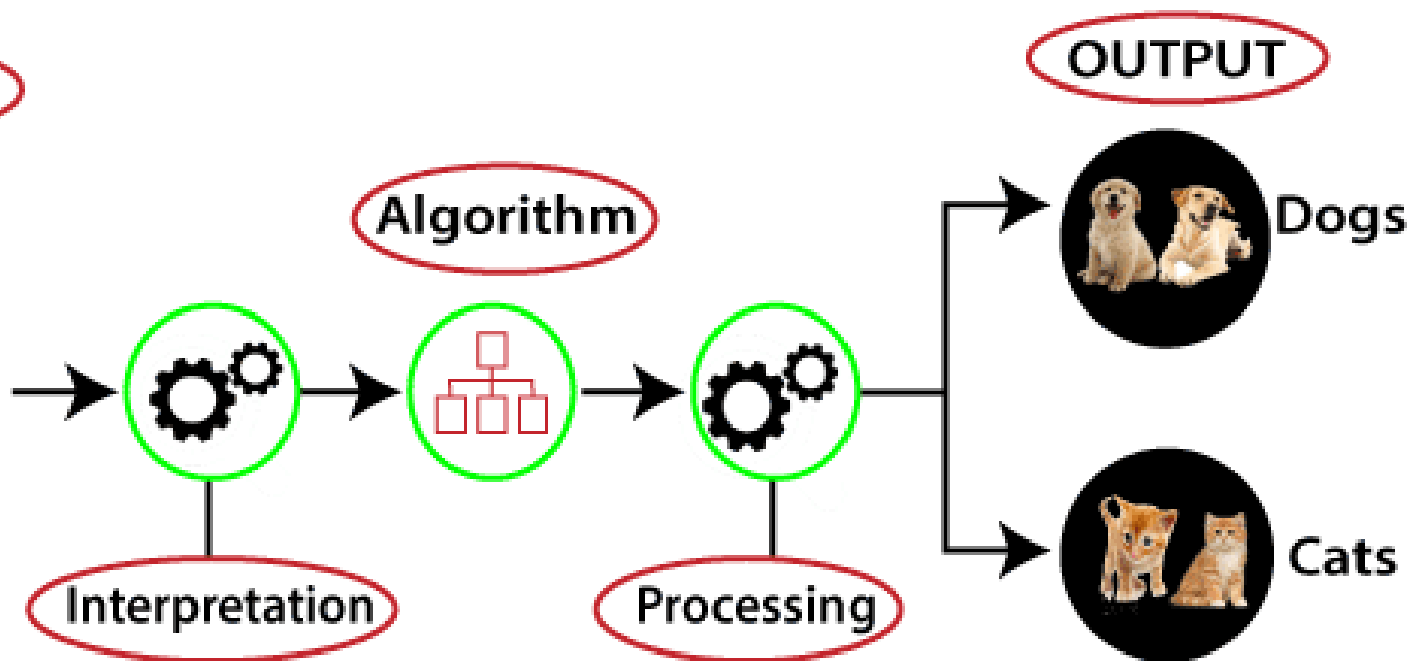 OUTPUT
Algorithm
Dogs
Cats
Interpretation
Processing